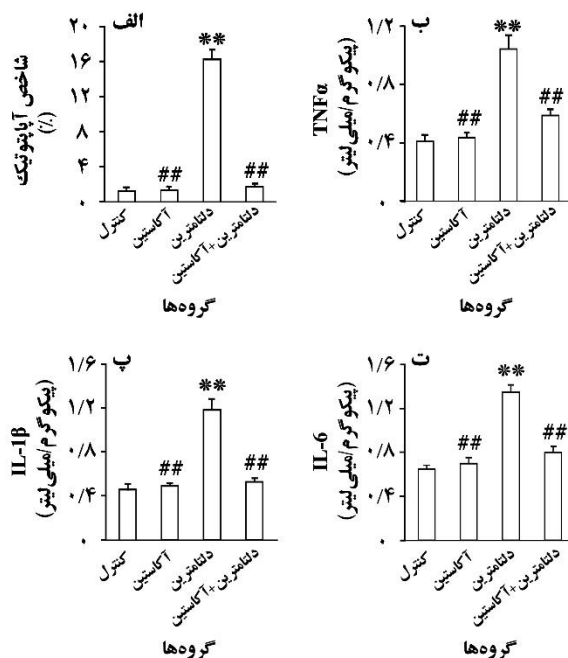 الف
شاخص آپاپتوتیک
(%)
۲۰
۱۶
۱۲
۸
۴
۰
##
**
##
کنترل
آکاستین
دلتامترین
دلتامترین+آکاستین
گروه‌ها
ب
TNFα
(پیکوگرم/میلی لیتر)
۱/۲
۰/۸
۰/۴
۰
##
**
##
کنترل
آکاستین
دلتامترین
دلتامترین+آکاستین
گروه‌ها
پ
IL-1β
(پیکوگرم/میلی لیتر)
۱/۶
۱/۲
۰/۸
۰/۴
۰
##
**
##
کنترل
آکاستین
دلتامترین
دلتامترین+آکاستین
گروه‌ها
ت
IL-6
(پیکوگرم/میلی لیتر)
۱/۶
۱/۲
۰/۸
۰/۴
۰
##
**
##
کنترل
آکاستین
دلتامترین
دلتامترین+آکاستین
گروه‌ها